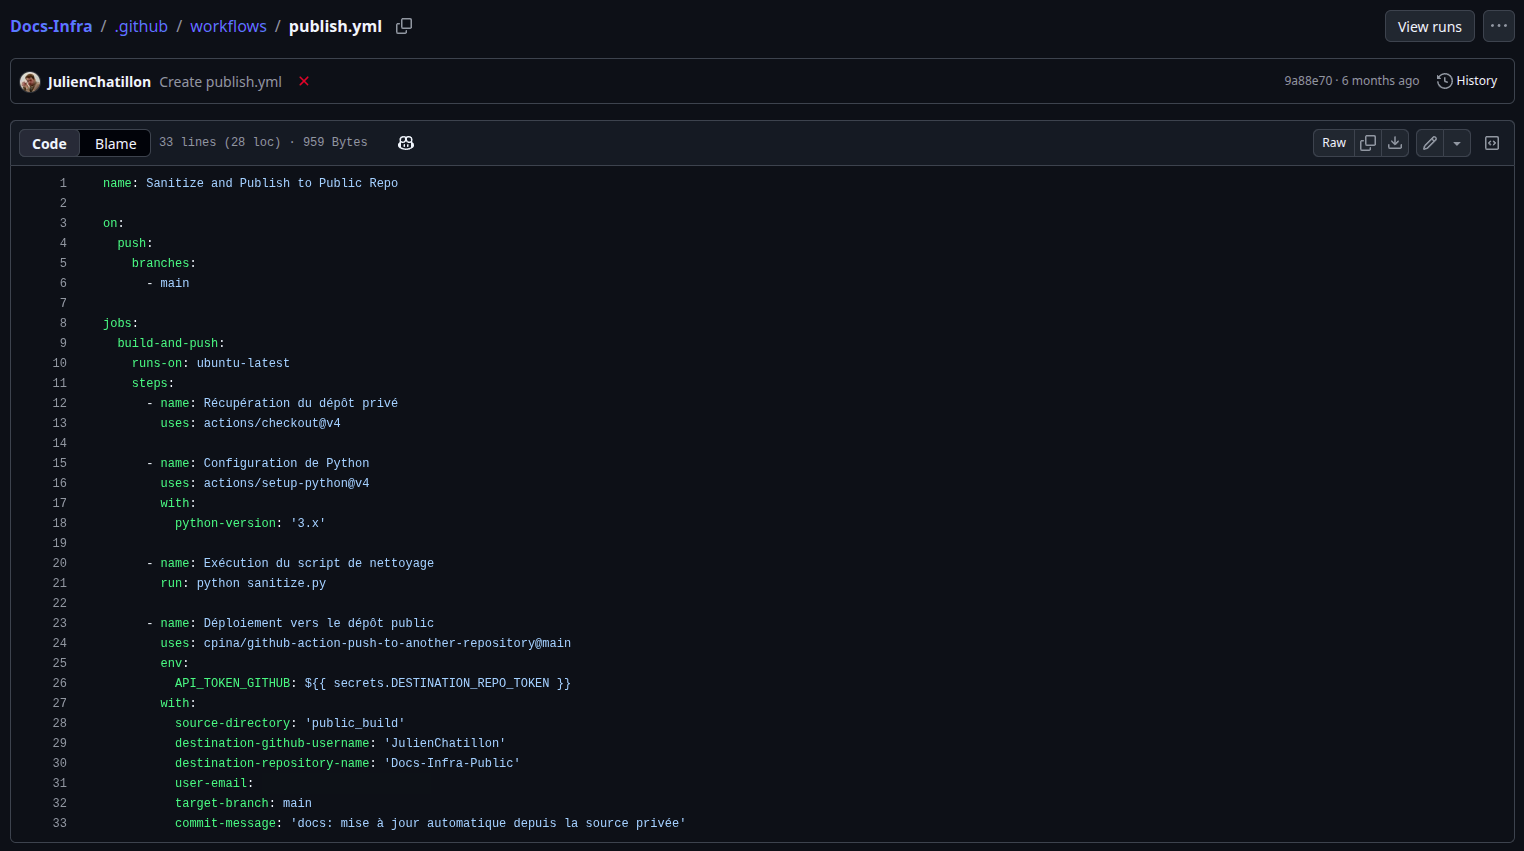 Docs-Infra / .github / workflows / publish.yml
View runs
JulienChatillon Create publish.yml
9a88e70 · 6 months ago History
Code Blame 33 lines (28 loc) · 959 Bytes
Raw
1 name: Sanitize and Publish to Public Repo
2
3 on:
4   push:
5     branches:
6       - main
7
8 jobs:
9   build-and-push:
10     runs-on: ubuntu-latest
11     steps:
12       - name: Récupération du dépôt privé
13         uses: actions/checkout@v4
14
15       - name: Configuration de Python
16         uses: actions/setup-python@v4
17         with:
18           python-version: '3.x'
19
20       - name: Exécution du script de nettoyage
21         run: python sanitize.py
22
23       - name: Déploiement vers le dépôt public
24         uses: cpina/github-action-push-to-another-repository@main
25         env:
26           API_TOKEN_GITHUB: ${{ secrets.DESTINATION_REPO_TOKEN }}
27         with:
28           source-directory: 'public_build'
29           destination-github-username: 'JulienChatillon'
30           destination-repository-name: 'Docs-Infra-Public'
31           user-email:
32           target-branch: main
33           commit-message: 'docs: mise à jour automatique depuis la source privée'